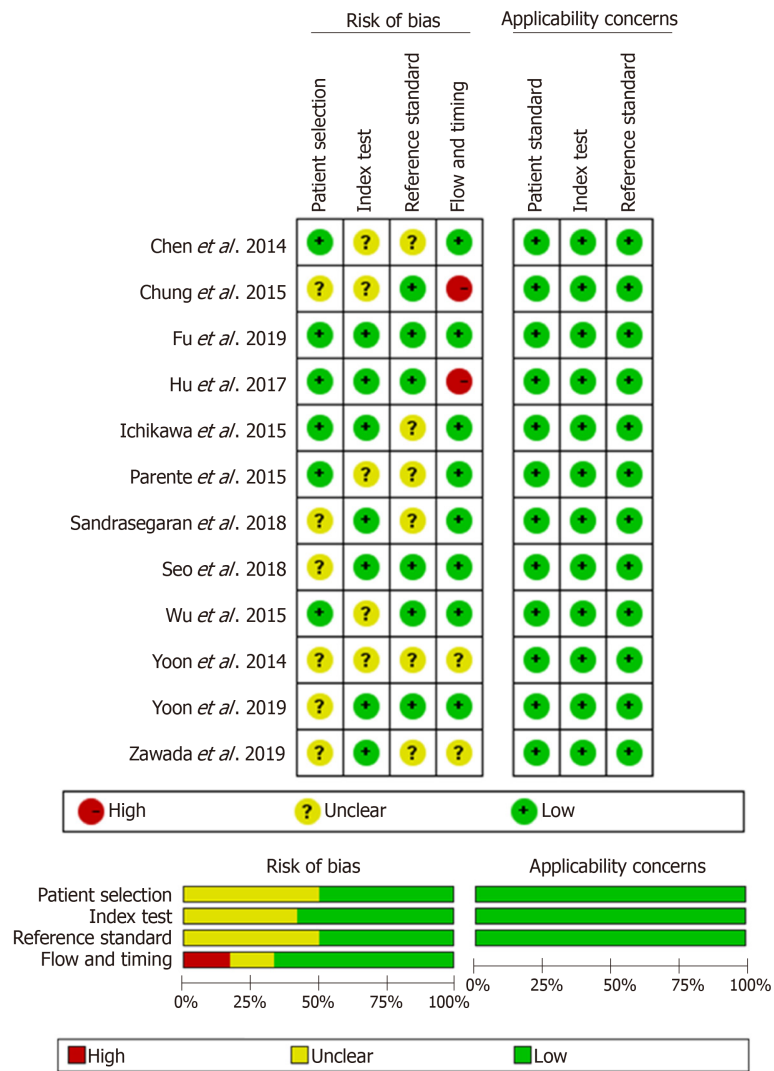 Risk of bias
Applicability concerns
Patient selection
Index test
Reference standard
Flow and timing
Patient standard
Index test
Reference standard
Chen et al. 2014 + ? ? + + + +
Chung et al. 2015 ? ? + - + + +
Fu et al. 2019 + + + + + + +
Hu et al. 2017 + + + - + + +
Ichikawa et al. 2015 + + ? + + + +
Parente et al. 2015 + ? ? + + + +
Sandrasegaran et al. 2018 ? + ? + + + +
Seo et al. 2018 ? + + + + + +
Wu et al. 2015 + ? + + + + +
Yoon et al. 2014 ? ? ? ? + + +
Yoon et al. 2019 ? + + + + + +
Zawada et al. 2019 ? + ? ? + + +
- High ? Unclear + Low
Risk of bias
Applicability concerns
Patient selection
Index test
Reference standard
Flow and timing
0% 25% 50% 75% 100%
0% 25% 50% 75% 100%
High Unclear Low